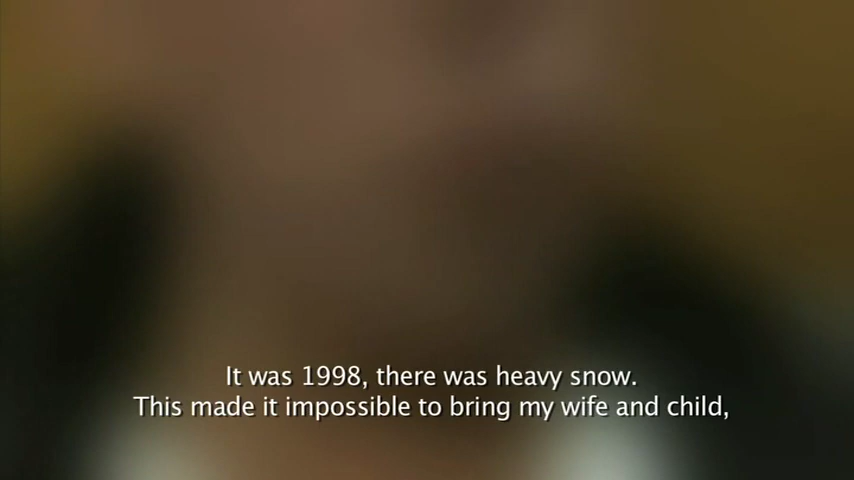 It was 1998, there was heavy snow.
This made it impossible to bring my wife and child,